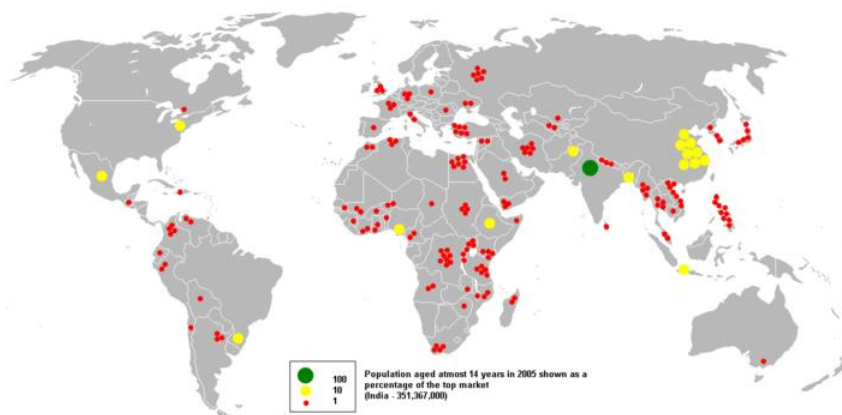 100
10
1
Population aged atmost 14 years in 2005 shown as a
percentage of the top market
(India - 351,367,000)